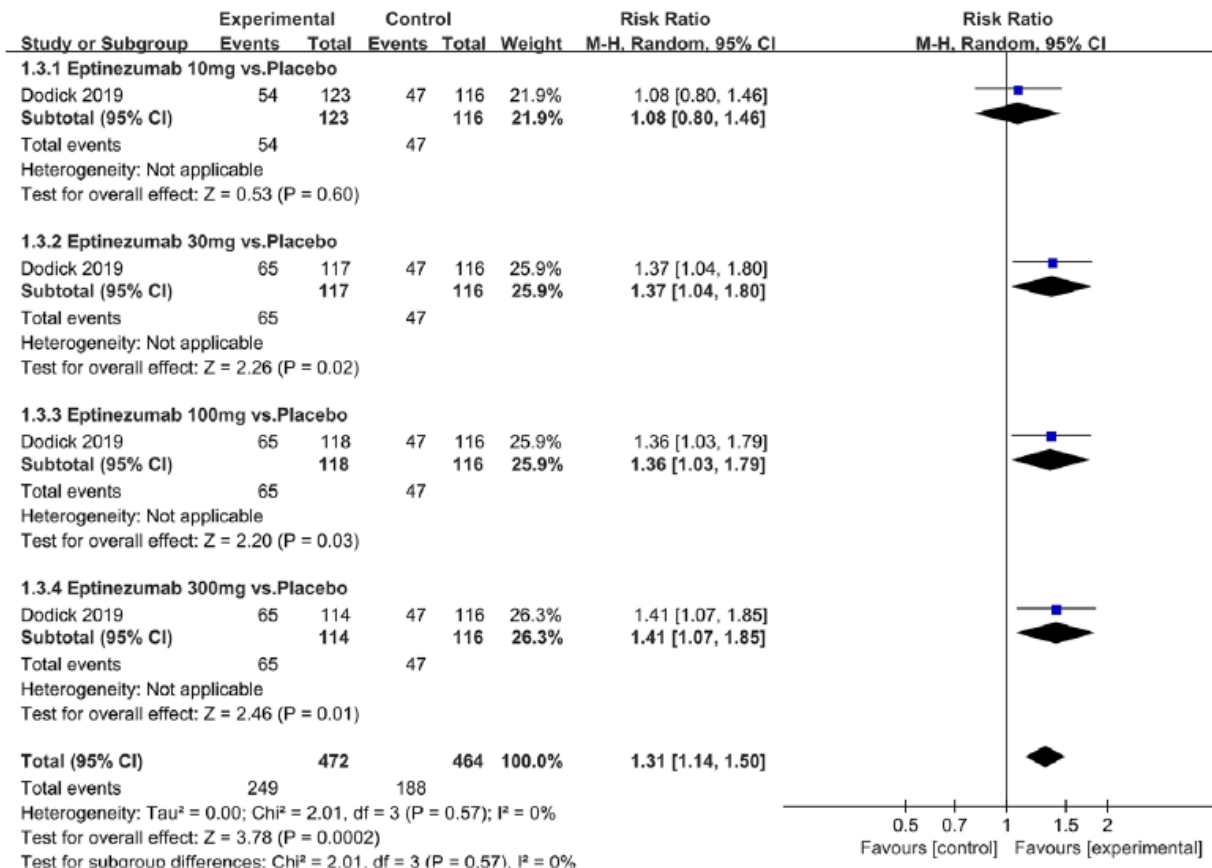 Experimental Control Risk Ratio Risk Ratio
Study or Subgroup Events Total Events Total Weight M-H, Random, 95% CI M-H, Random, 95% CI
1.3.1 Eptinezumab 10mg vs.Placebo
Dodick 2019 54 123 47 116 21.9% 1.08 [0.80, 1.46]
Subtotal (95% CI) 123 116 21.9% 1.08 [0.80, 1.46]
Total events 54 47
Heterogeneity: Not applicable
Test for overall effect: Z = 0.53 (P = 0.60)
1.3.2 Eptinezumab 30mg vs.Placebo
Dodick 2019 65 117 47 116 25.9% 1.37 [1.04, 1.80]
Subtotal (95% CI) 117 116 25.9% 1.37 [1.04, 1.80]
Total events 65 47
Heterogeneity: Not applicable
Test for overall effect: Z = 2.26 (P = 0.02)
1.3.3 Eptinezumab 100mg vs.Placebo
Dodick 2019 65 118 47 116 25.9% 1.36 [1.03, 1.79]
Subtotal (95% CI) 118 116 25.9% 1.36 [1.03, 1.79]
Total events 65 47
Heterogeneity: Not applicable
Test for overall effect: Z = 2.20 (P = 0.03)
1.3.4 Eptinezumab 300mg vs.Placebo
Dodick 2019 65 114 47 116 26.3% 1.41 [1.07, 1.85]
Subtotal (95% CI) 114 116 26.3% 1.41 [1.07, 1.85]
Total events 65 47
Heterogeneity: Not applicable
Test for overall effect: Z = 2.46 (P = 0.01)
Total (95% CI) 472 464 100.0% 1.31 [1.14, 1.50]
Total events 249 188
Heterogeneity: Tau² = 0.00; Chi² = 2.01, df = 3 (P = 0.57); I² = 0%
Test for overall effect: Z = 3.78 (P = 0.0002)
Test for subgroup differences: Chi² = 2.01, df = 3 (P = 0.57), I² = 0%
0.5 0.7 1 1.5 2
Favours [control] Favours [experimental]